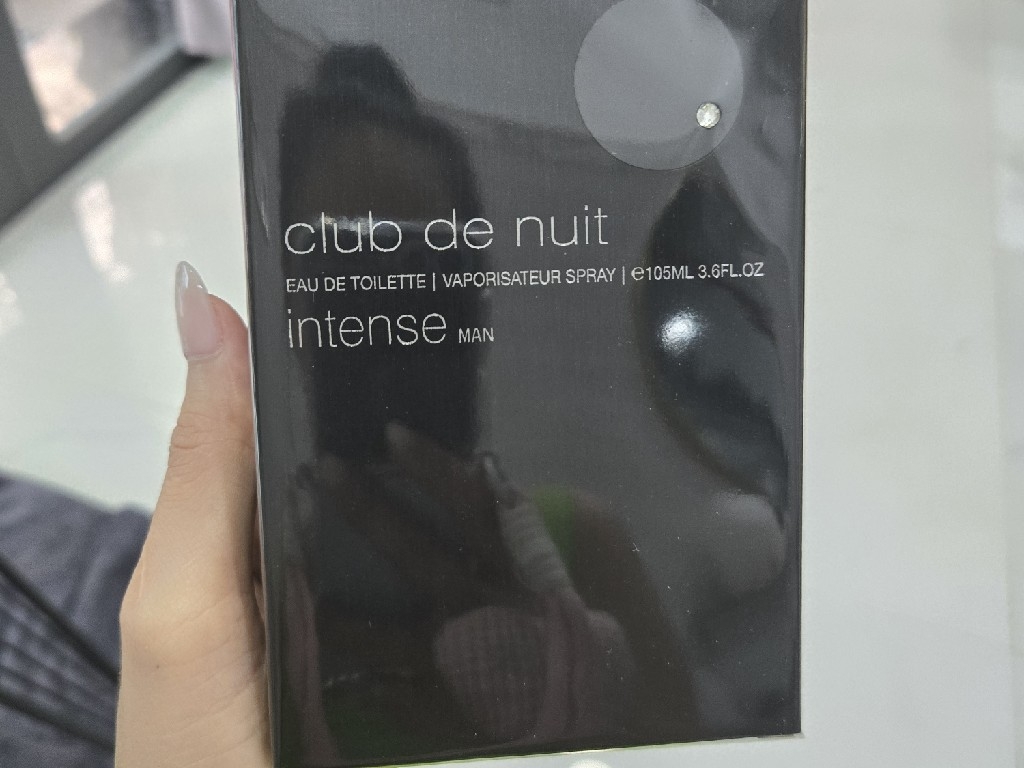 club de nuit
EAU DE TOILETTE | VAPORISATEUR SPRAY | ℮105ML 3.6FL.OZ
intense MAN